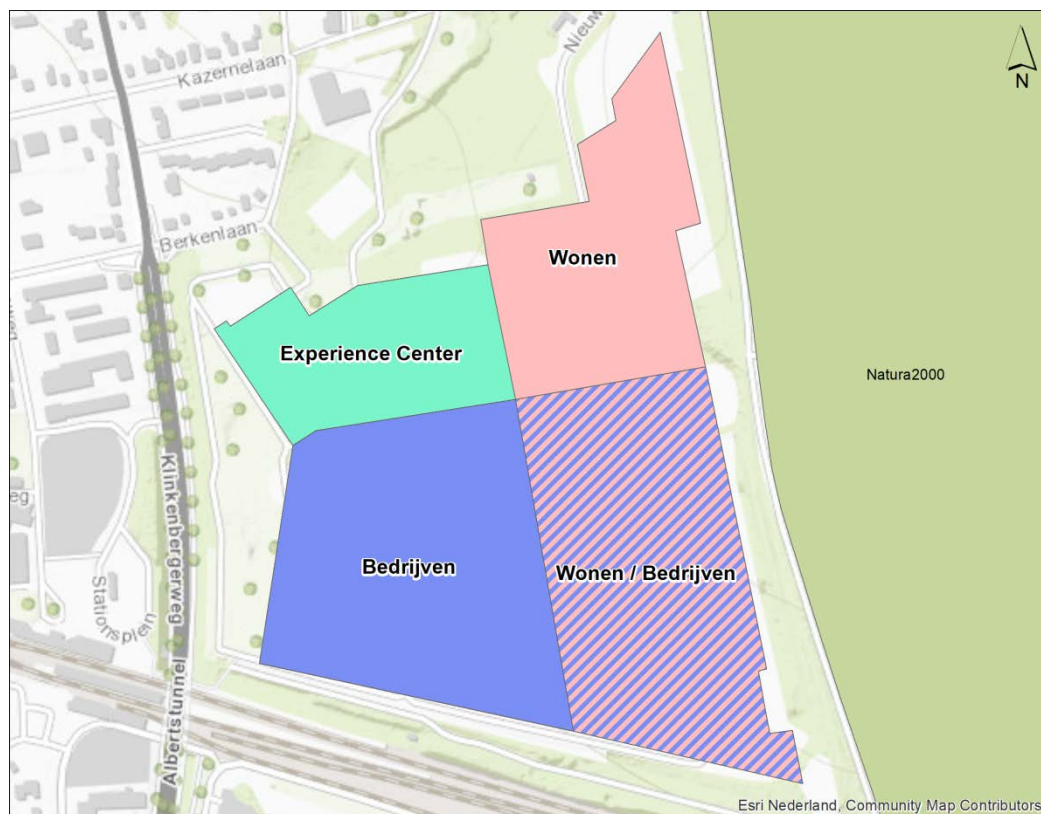 Kazernelaan
Nieuw
N
Berkenlaan
Wonen
Experience Center
Natura2000
Klinkenbergerweg
Bedrijven
Wonen / Bedrijven
Stationsplein
Albertstunnel
Esri Nederland, Community Map Contributors